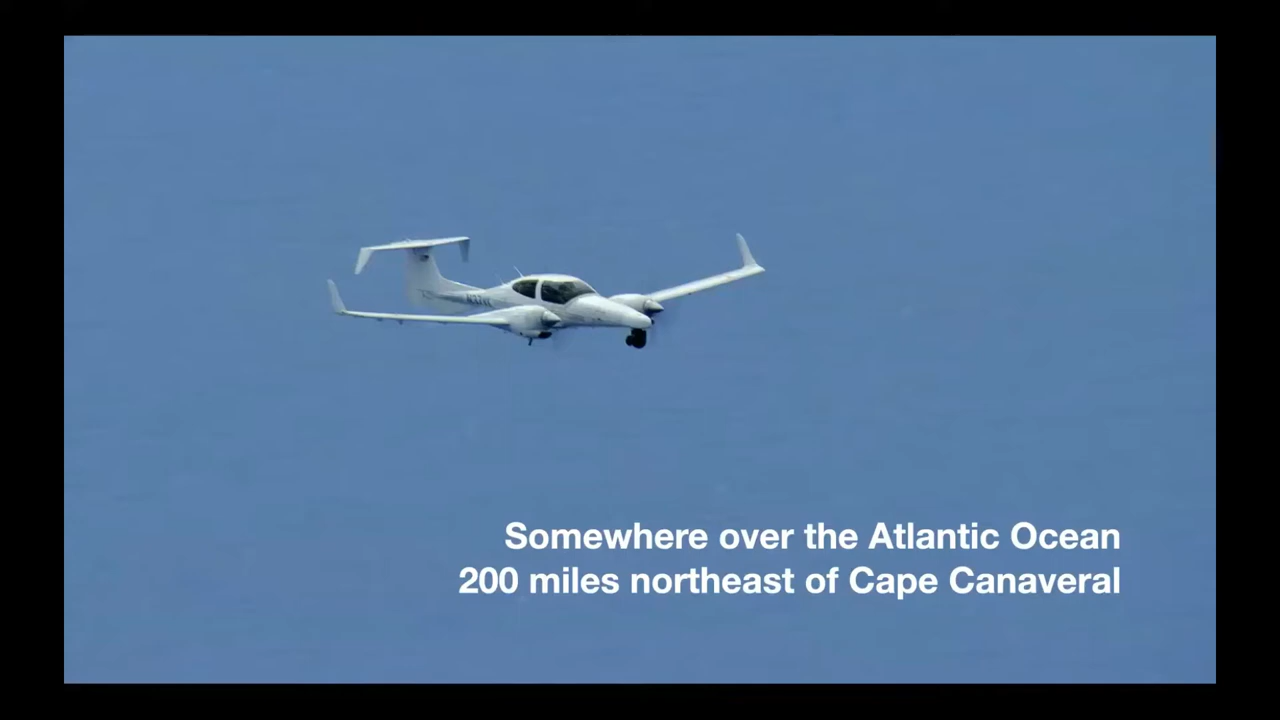 Somewhere over the Atlantic Ocean
200 miles northeast of Cape Canaveral